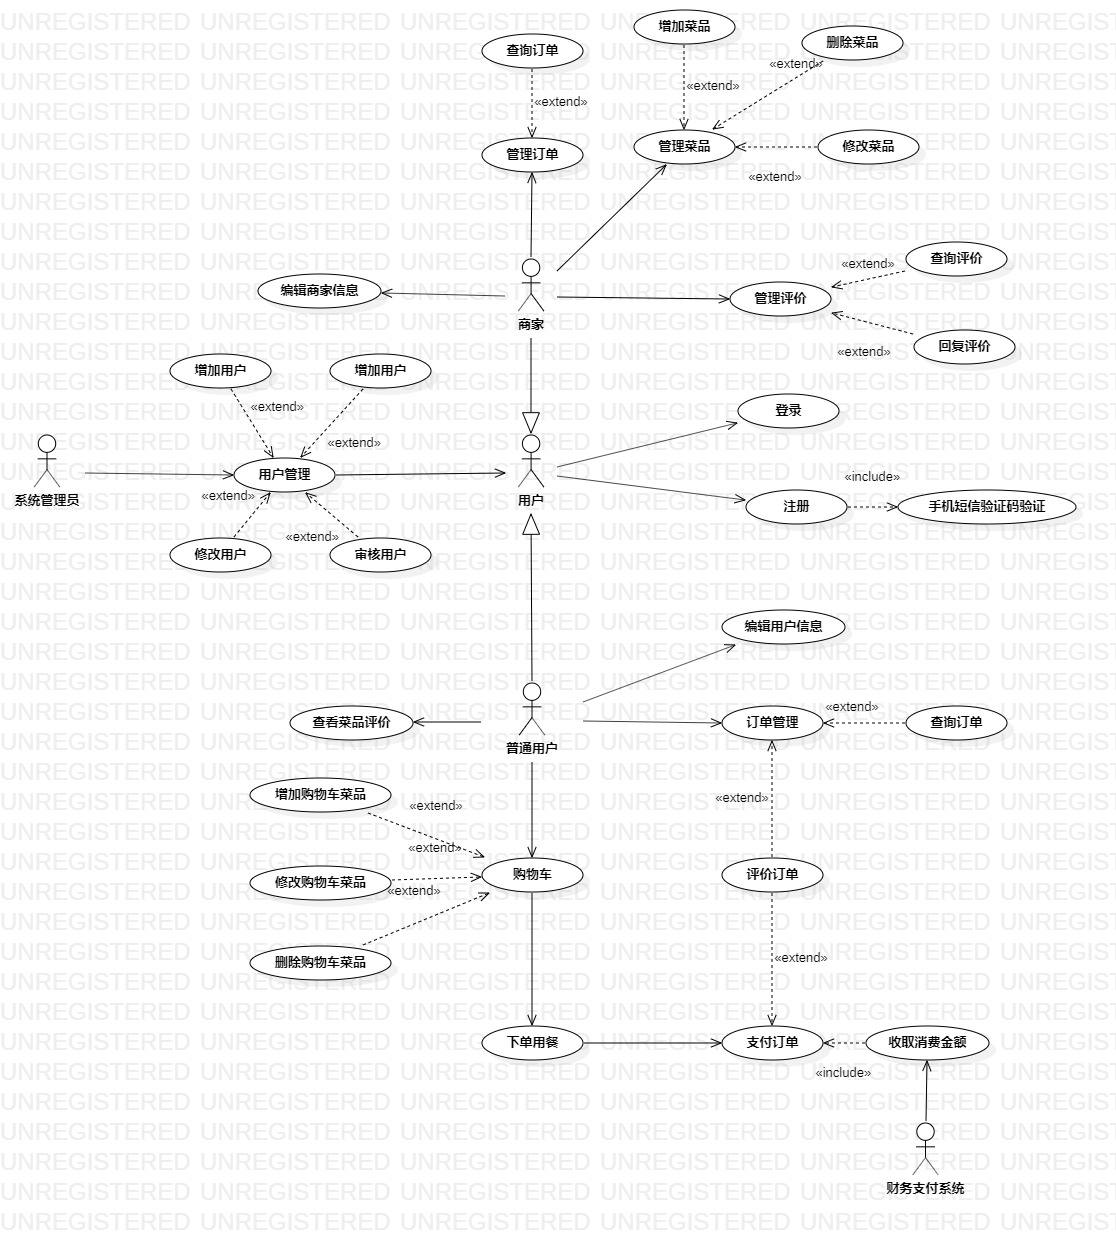 增加菜品
删除菜品
查询订单
«extend»
«extend»
«extend»
管理订单
管理菜品
修改菜品
«extend»
查询评价
«extend»
编辑商家信息
管理评价
商家
回复评价
«extend»
增加用户
增加用户
«extend»
登录
«extend»
系统管理员
用户管理
用户
«include»
«extend»
注册
手机短信验证码验证
«extend»
修改用户
审核用户
编辑用户信息
«extend»
查看菜品评价
订单管理
查询订单
普通用户
增加购物车菜品
«extend»
«extend»
«extend»
修改购物车菜品
«extend»
购物车
评价订单
删除购物车菜品
«extend»
下单用餐
支付订单
收取消费金额
«include»
财务支付系统
UNREGISTERED